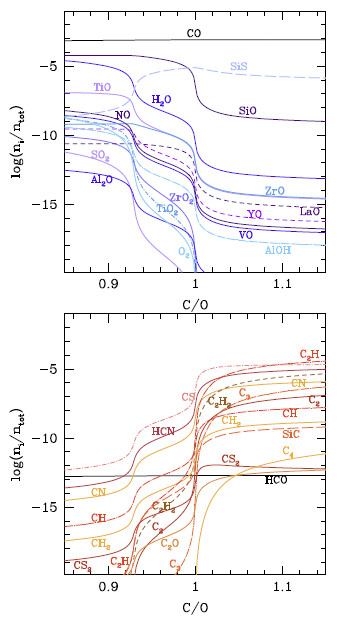 CO
-5
SiS
TiO
H2O
SiO
NO
-10
log(ni/ntot)
SO2
Al2O
ZrO2
ZrO
TiO2
YO
LaO
-15
VO
O2
AlOH
0.9
1
1.1
C/O
C2H
-5
CS
C3
CN
C2H2
C2
HCN
CH
CH2
log(ni/ntot)
-10
SiC
CS2
C4
HCO
CN
CH
C2H2
C2
-15
CH2
C2O
CS2
C2H
C3
0.9
1
1.1
C/O